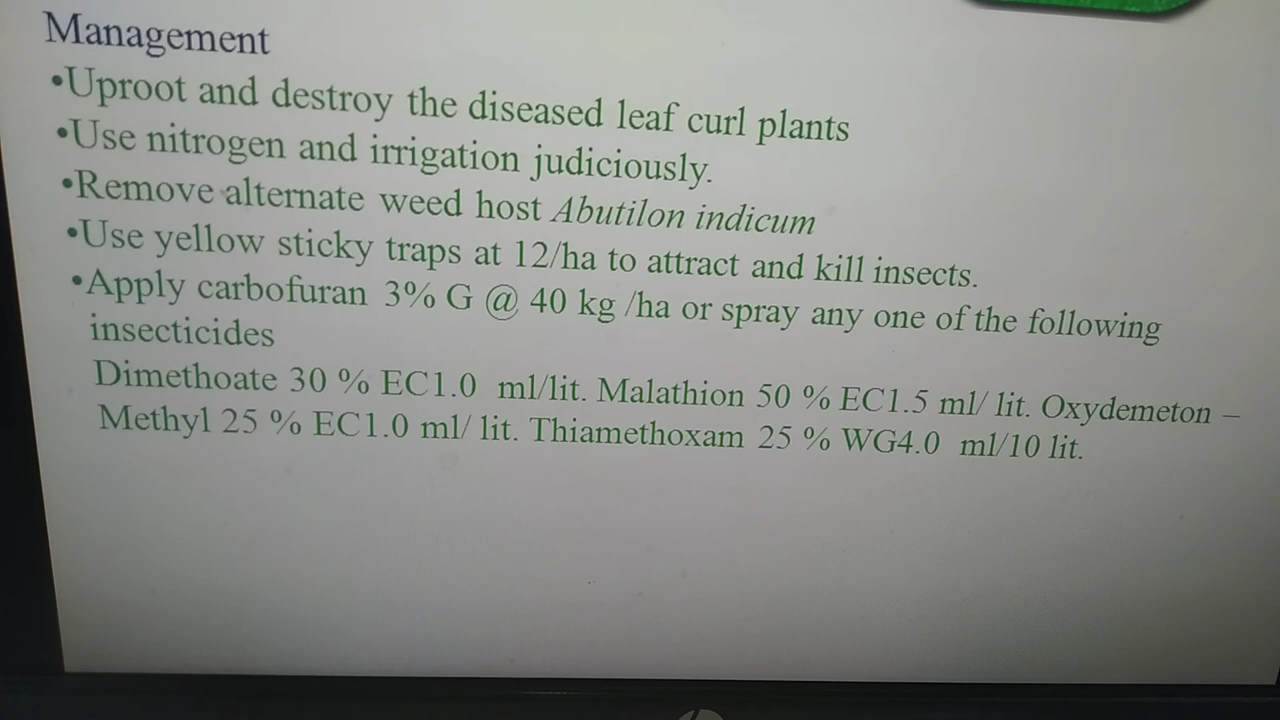 Management
•Uproot and destroy the diseased leaf curl plants
•Use nitrogen and irrigation judiciously.
•Remove alternate weed host Abutilon indicum
•Use yellow sticky traps at 12/ha to attract and kill insects.
•Apply carbofuran 3% G @ 40 kg /ha or spray any one of the following
insecticides
Dimethoate 30 % EC1.0 ml/lit. Malathion 50 % EC1.5 ml/ lit. Oxydemeton –
Methyl 25 % EC1.0 ml/ lit. Thiamethoxam 25 % WG4.0 ml/10 lit.